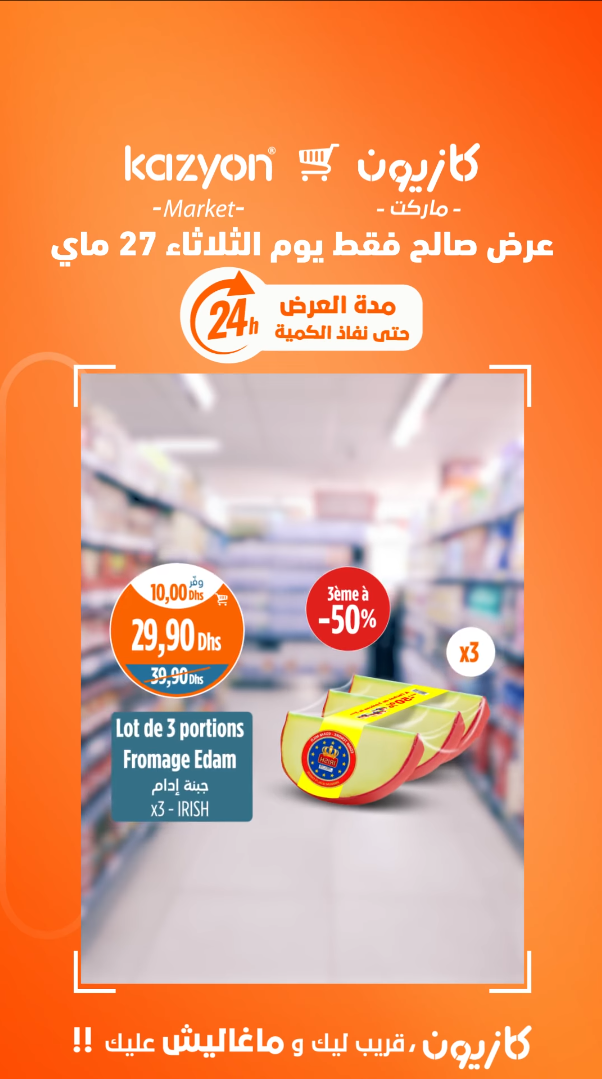 kazyon® كازيون
-Market- - ماركت -
عرض صالح فقط يوم الثلاثاء 27 ماي
24h
مدة العرض
حتى نفاذ الكمية
وفّر
10,00 Dhs
29,90 Dhs
39,90 Dhs
3ème à
-50%
x3
Lot de 3 portions
Fromage Edam
جبنة إدام
x3 - IRISH
كازيون، قريب ليك و ماغاليش عليك !!